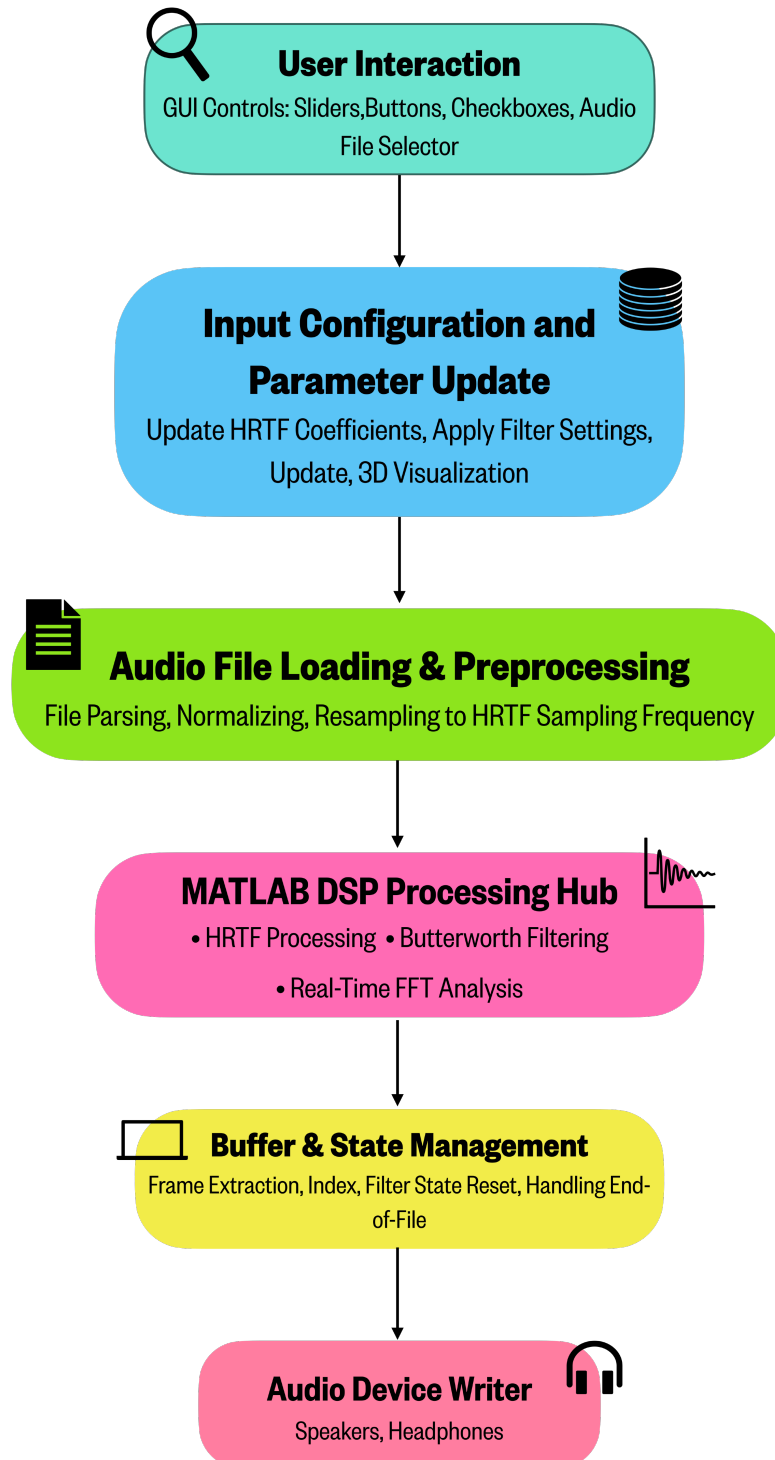 User Interaction
GUI Controls: Sliders,Buttons, Checkboxes, Audio
File Selector
Input Configuration and
Parameter Update
Update HRTF Coefficients, Apply Filter Settings,
Update, 3D Visualization
Audio File Loading & Preprocessing
File Parsing, Normalizing, Resampling to HRTF Sampling Frequency
MATLAB DSP Processing Hub
• HRTF Processing • Butterworth Filtering
• Real-Time FFT Analysis
Buffer & State Management
Frame Extraction, Index, Filter State Reset, Handling End-
of-File
Audio Device Writer
Speakers, Headphones